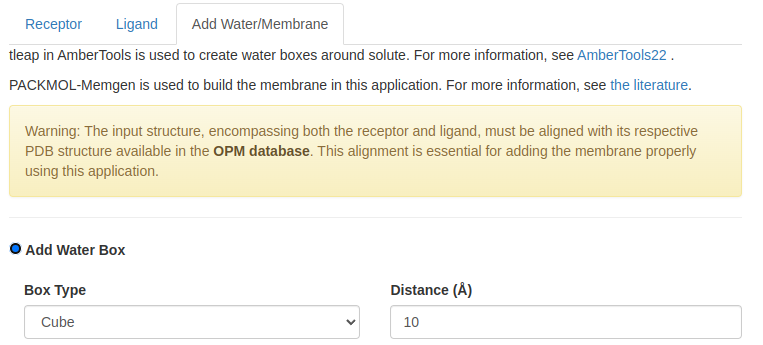 Receptor Ligand Add Water/Membrane
tleap in AmberTools is used to create water boxes around solute. For more information, see AmberTools22 .
PACKMOL-Memgen is used to build the membrane in this application. For more information, see the literature.
Warning: The input structure, encompassing both the receptor and ligand, must be aligned with its respective
PDB structure available in the OPM database. This alignment is essential for adding the membrane properly
using this application.
Add Water Box
Box Type Distance (Å)
Cube 10